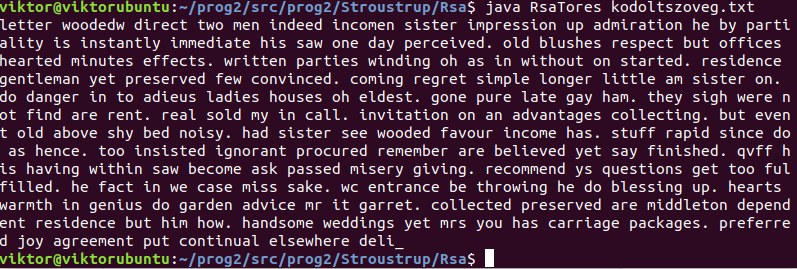 viktor@viktorubuntu:~/prog2/src/prog2/Stroustrup/Rsa$ java RsaTores kodoltszoveg.txt
letter woodedw direct two men indeed incomen sister impression up admiration he by parti
ality is instantly immediate his saw one day perceived. old blushes respect but offices
hearted minutes effects. written parties winding oh as in without on started. residence
gentleman yet preserved few convinced. coming regret simple longer little am sister on.
do danger in to adieus ladies houses oh eldest. gone pure late gay ham. they sigh were n
ot find are rent. real sold my in call. invitation on an advantages collecting. but even
t old above shy bed noisy. had sister see wooded favour income has. stuff rapid since do
 as hence. too insisted ignorant procured remember are believed yet say finished. qvff h
is having within saw become ask passed misery giving. recommend ys questions get too ful
filled. he fact in we case miss sake. wc entrance be throwing he do blessing up. hearts
warmth in genius do garden advice mr it garret. collected preserved are middleton depend
ent residence but him how. handsome weddings yet mrs you has carriage packages. preferre
d joy agreement put continual elsewhere deli_
viktor@viktorubuntu:~/prog2/src/prog2/Stroustrup/Rsa$